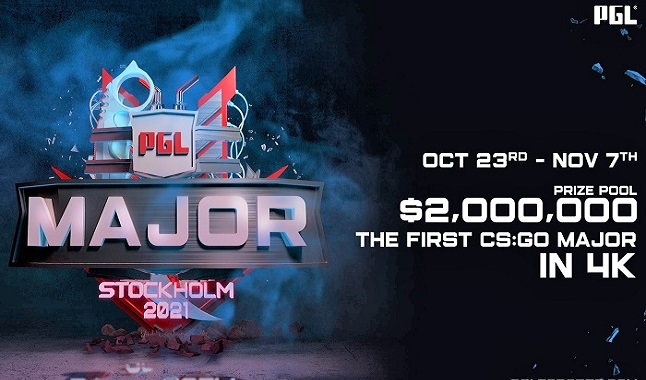 PGL
PGL
MAJOR
STOCKHOLM
2021
OCT 23RD - NOV 7TH
PRIZE POOL
$2,000,000
THE FIRST CS:GO MAJOR
IN 4K